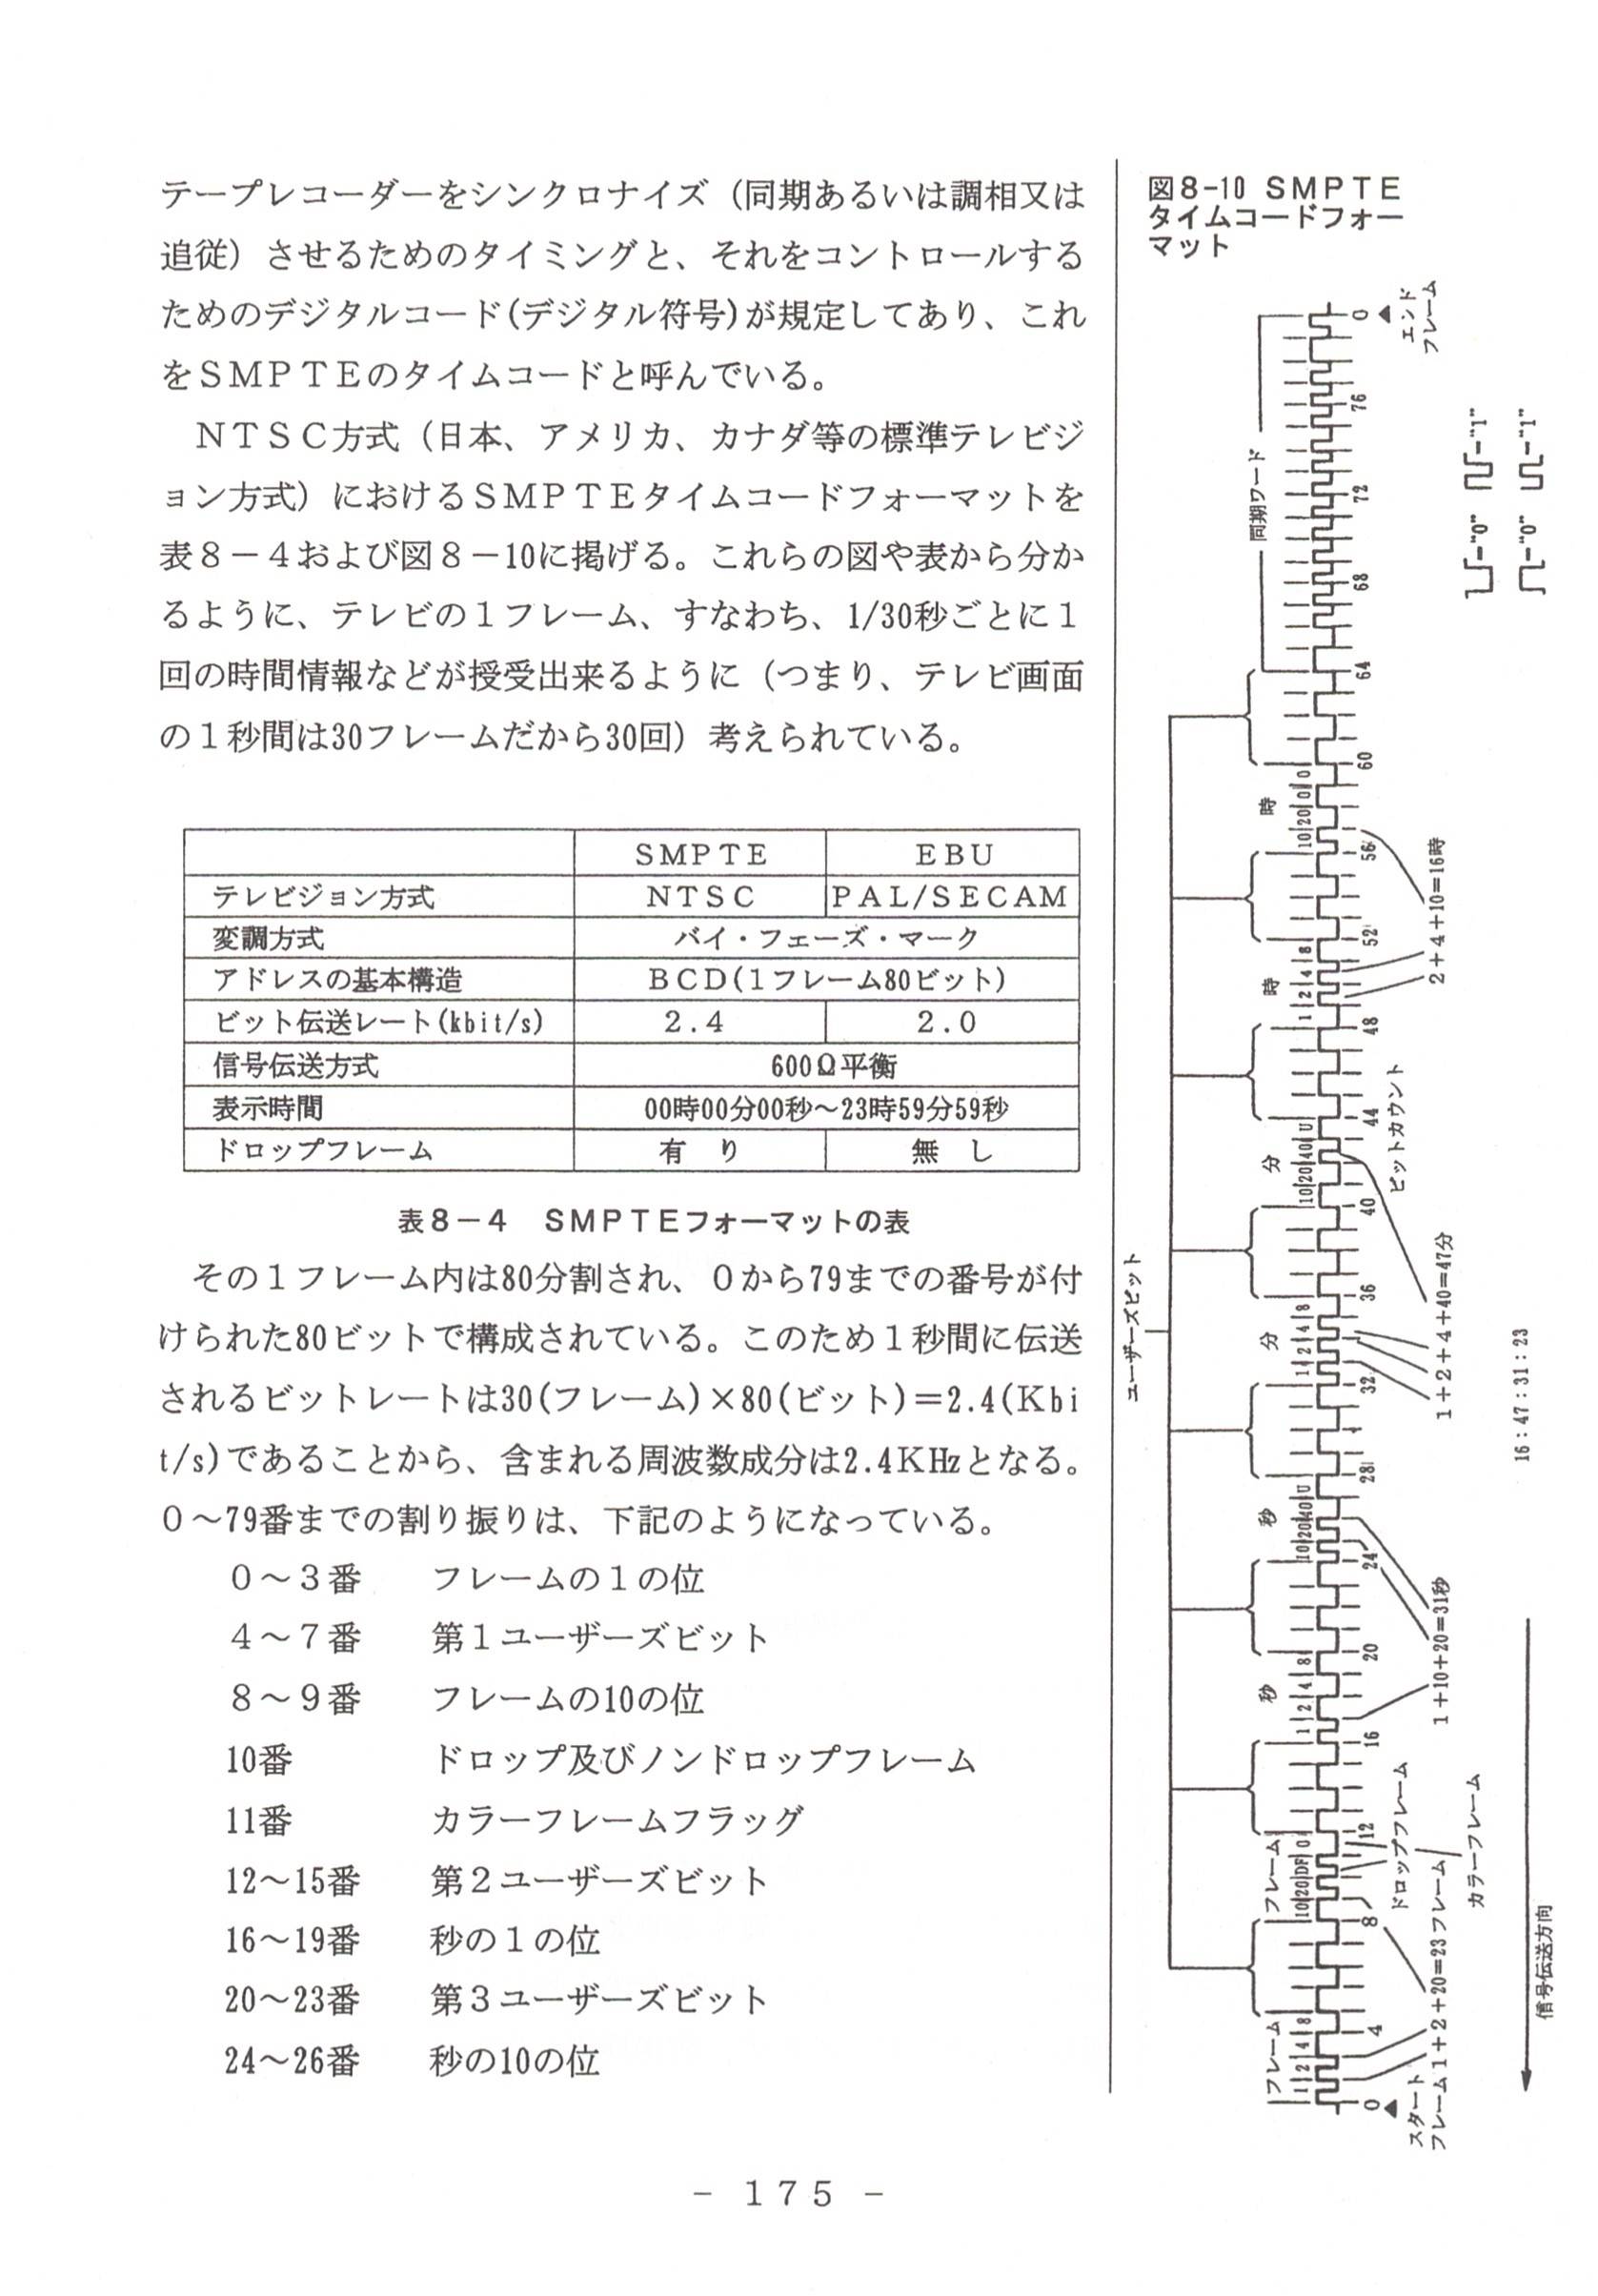 テープレコーダーをシンクロナイズ（同期あるいは調相又は
追従）させるためのタイミングと、それをコントロールする
ためのデジタルコード(デジタル符号)が規定してあり、これ
をＳＭＰＴＥのタイムコードと呼んでいる。
ＮＴＳＣ方式（日本、アメリカ、カナダ等の標準テレビジ
ョン方式）におけるＳＭＰＴＥタイムコードフォーマットを
表８－４および図８－10に掲げる。これらの図や表から分か
るように、テレビの１フレーム、すなわち、1/30秒ごとに１
回の時間情報などが授受出来るように（つまり、テレビ画面
の１秒間は30フレームだから30回）考えられている。
ＳＭＰＴＥ ＥＢＵ
テレビジョン方式 ＮＴＳＣ ＰＡＬ/ＳＥＣＡＭ
変調方式 バイ・フェーズ・マーク
アドレスの基本構造 ＢＣＤ(１フレーム80ビット)
ビット伝送レート(kbit/s) ２.４ ２.０
信号伝送方式 600Ω平衡
表示時間 00時00分00秒～23時59分59秒
ドロップフレーム 有　り 無　し
表８－４　ＳＭＰＴＥフォーマットの表
その１フレーム内は80分割され、０から79までの番号が付
けられた80ビットで構成されている。このため１秒間に伝送
されるビットレートは30(フレーム)×80(ビット)＝2.4(Ｋbi
t/s)であることから、含まれる周波数成分は2.4ＫHzとなる。
０～79番までの割り振りは、下記のようになっている。
０～３番　フレームの１の位
４～７番　第１ユーザーズビット
８～９番　フレームの10の位
10番　ドロップ及びノンドロップフレーム
11番　カラーフレームフラッグ
12～15番　第２ユーザーズビット
16～19番　秒の１の位
20～23番　第３ユーザーズビット
24～26番　秒の10の位
図８-10 ＳＭＰＴＥ
タイムコードフォー
マット
ユーザーズビット
フレーム
1 2 4 8
フレーム
10 20 DF 0
秒
1 2 4 8
秒
10 20 40 U
分
1 2 4 8
分
10 20 40 U
時
1 2 4 8
時
10 20 0 0
同期ワード
0 4 8 12 16 20 24 28 32 36 40 44 48 52 56 60 64 68 72 76 0
スタート
フレーム
エンド
フレーム
1＋2＋20＝23フレーム
ドロップフレーム
カラーフレーム
1＋10＋20＝31秒
1＋2＋4＋40＝47分
ビットカウント
2＋4＋10＝16時
－"0"　－"1"
－"0"　－"1"
16：47：31：23
信号伝送方向
－ １７５ －